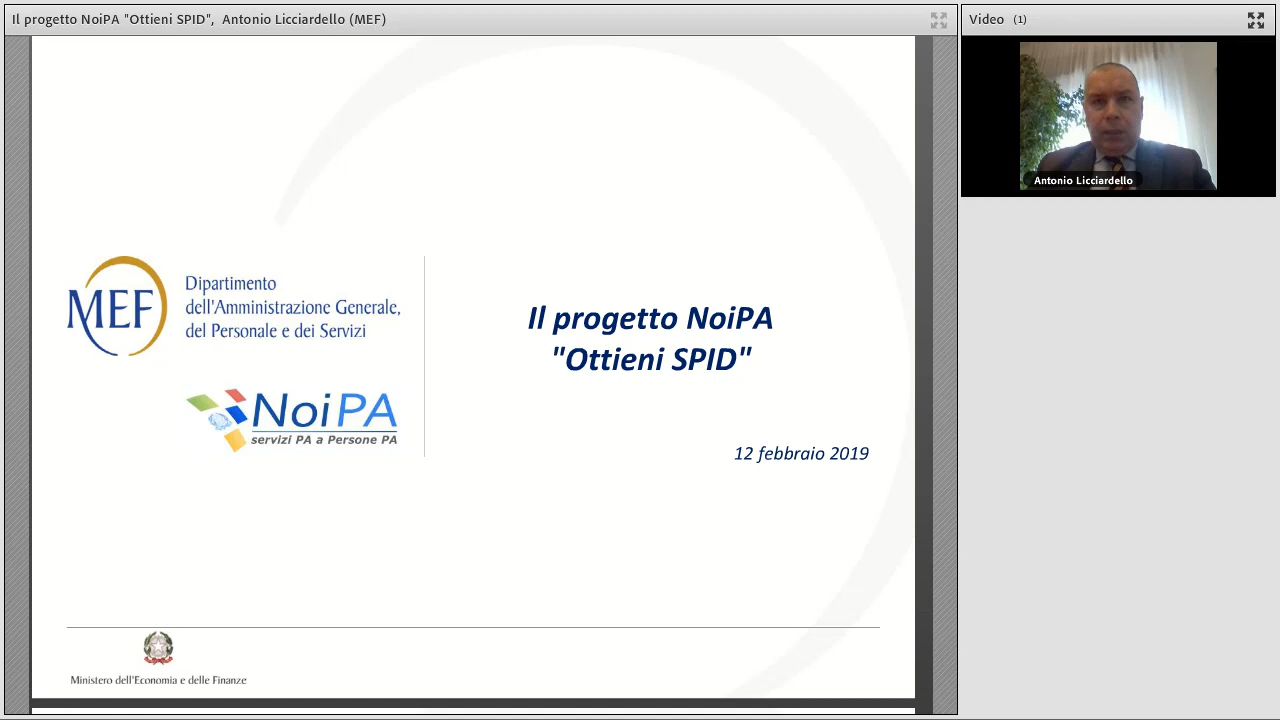 Il progetto NoiPA "Ottieni SPID", Antonio Licciardello (MEF)
Video (1)
Antonio Licciardello
MEF
Dipartimento
dell'Amministrazione Generale,
del Personale e dei Servizi
NoiPA
servizi PA a Persone PA
Il progetto NoiPA
"Ottieni SPID"
12 febbraio 2019
Ministero dell'Economia e delle Finanze